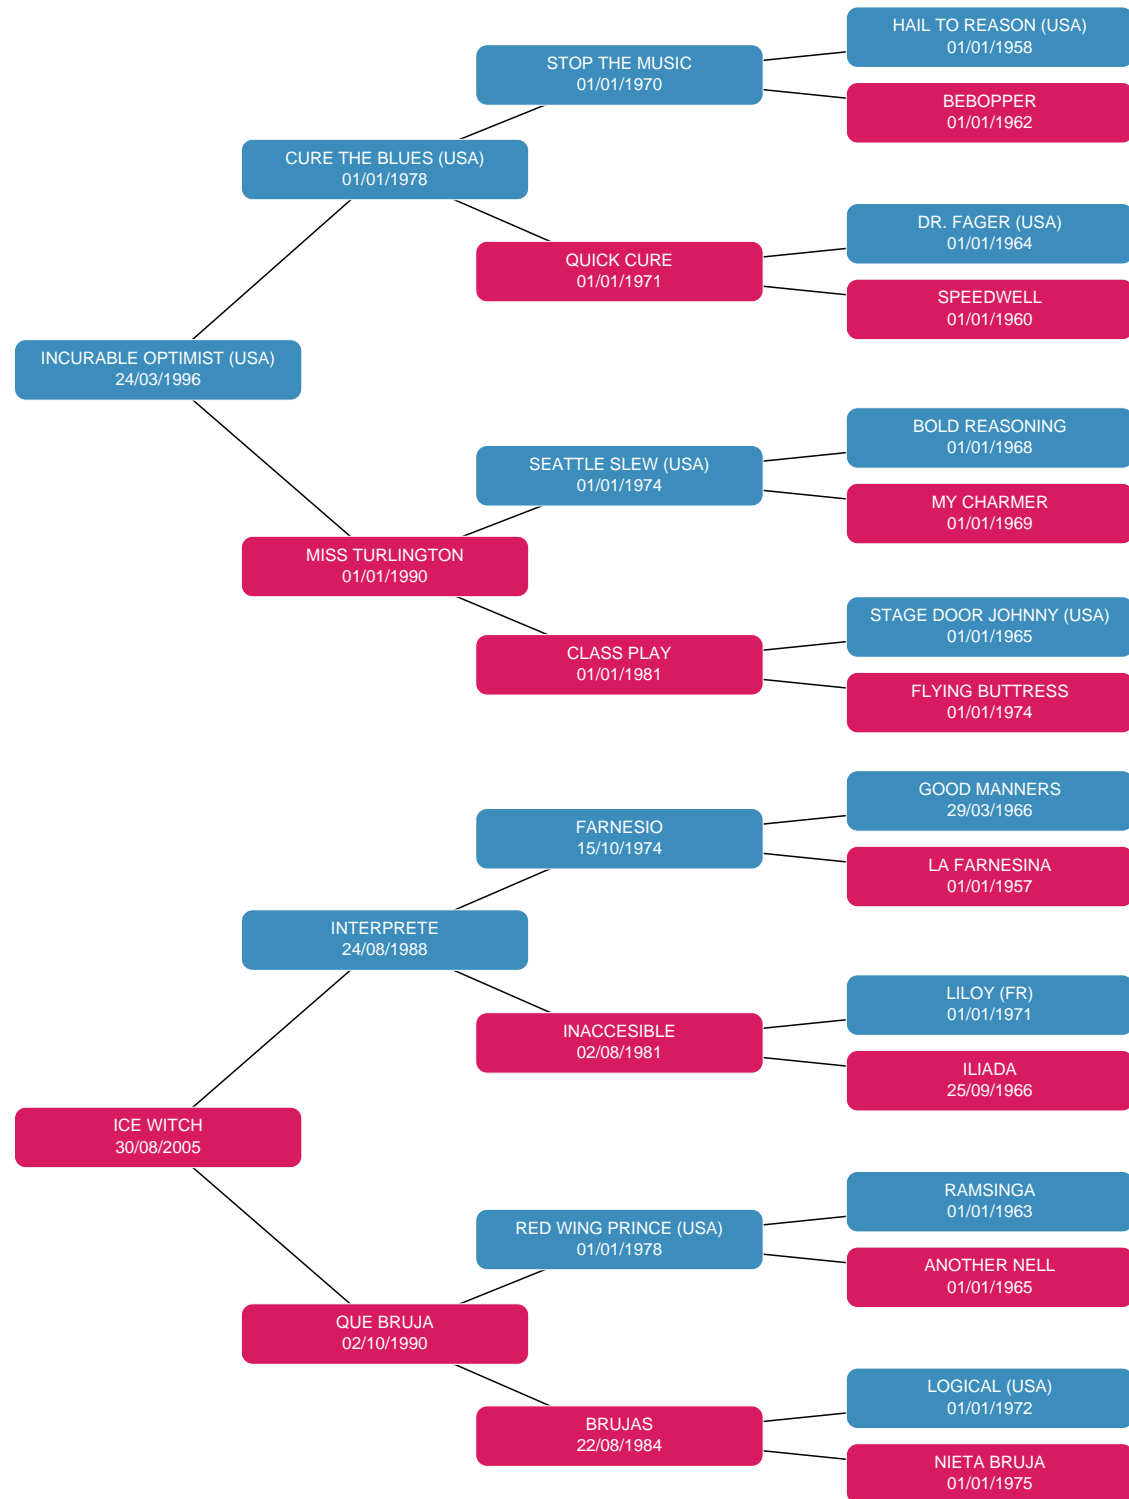 HAIL TO REASON (USA)
01/01/1958
STOP THE MUSIC
01/01/1970
BEBOPPER
01/01/1962
CURE THE BLUES (USA)
01/01/1978
DR. FAGER (USA)
01/01/1964
QUICK CURE
01/01/1971
SPEEDWELL
01/01/1960
INCURABLE OPTIMIST (USA)
24/03/1996
BOLD REASONING
01/01/1968
SEATTLE SLEW (USA)
01/01/1974
MY CHARMER
01/01/1969
MISS TURLINGTON
01/01/1990
STAGE DOOR JOHNNY (USA)
01/01/1965
CLASS PLAY
01/01/1981
FLYING BUTTRESS
01/01/1974
GOOD MANNERS
29/03/1966
FARNESIO
15/10/1974
LA FARNESINA
01/01/1957
INTERPRETE
24/08/1988
LILOY (FR)
01/01/1971
INACCESIBLE
02/08/1981
ILIADA
25/09/1966
ICE WITCH
30/08/2005
RAMSINGA
01/01/1963
RED WING PRINCE (USA)
01/01/1978
ANOTHER NELL
01/01/1965
QUE BRUJA
02/10/1990
LOGICAL (USA)
01/01/1972
BRUJAS
22/08/1984
NIETA BRUJA
01/01/1975